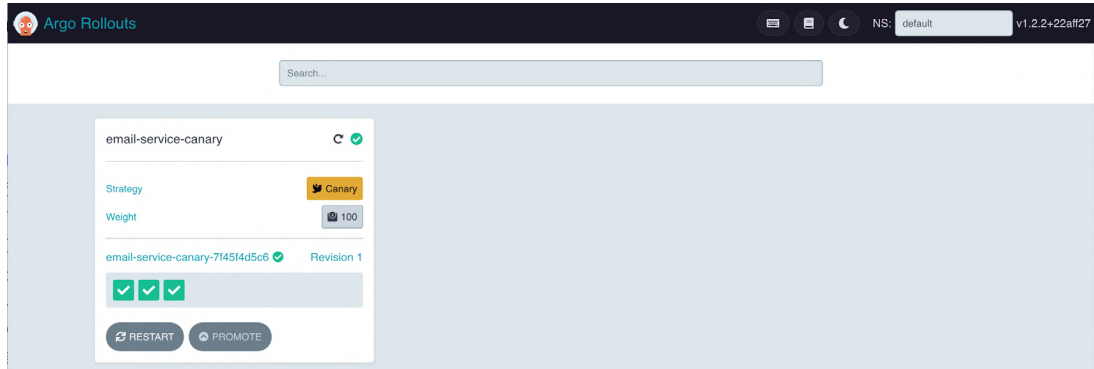 Argo Rollouts NS: default v1.2.2+22aff27
Search...
email-service-canary
Strategy Canary
Weight 100
email-service-canary-7f45f4d5c6 Revision 1
RESTART PROMOTE